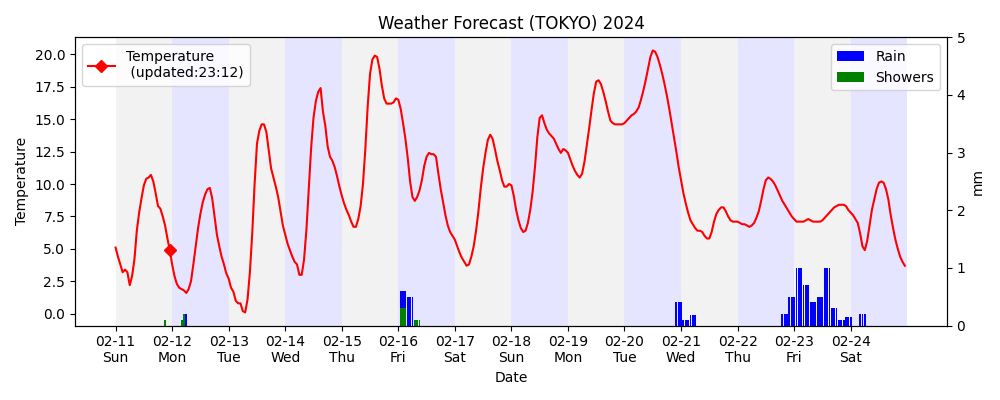 Weather Forecast (TOKYO) 2024
Temperature
(updated:23:12)
Rain
Showers
Temperature
20.0
17.5
15.0
12.5
10.0
7.5
5.0
2.5
0.0
5
4
3
2
1
0
mm
02-11 02-12 02-13 02-14 02-15 02-16 02-17 02-18 02-19 02-20 02-21 02-22 02-23 02-24
Sun Mon Tue Wed Thu Fri Sat Sun Mon Tue Wed Thu Fri Sat
Date